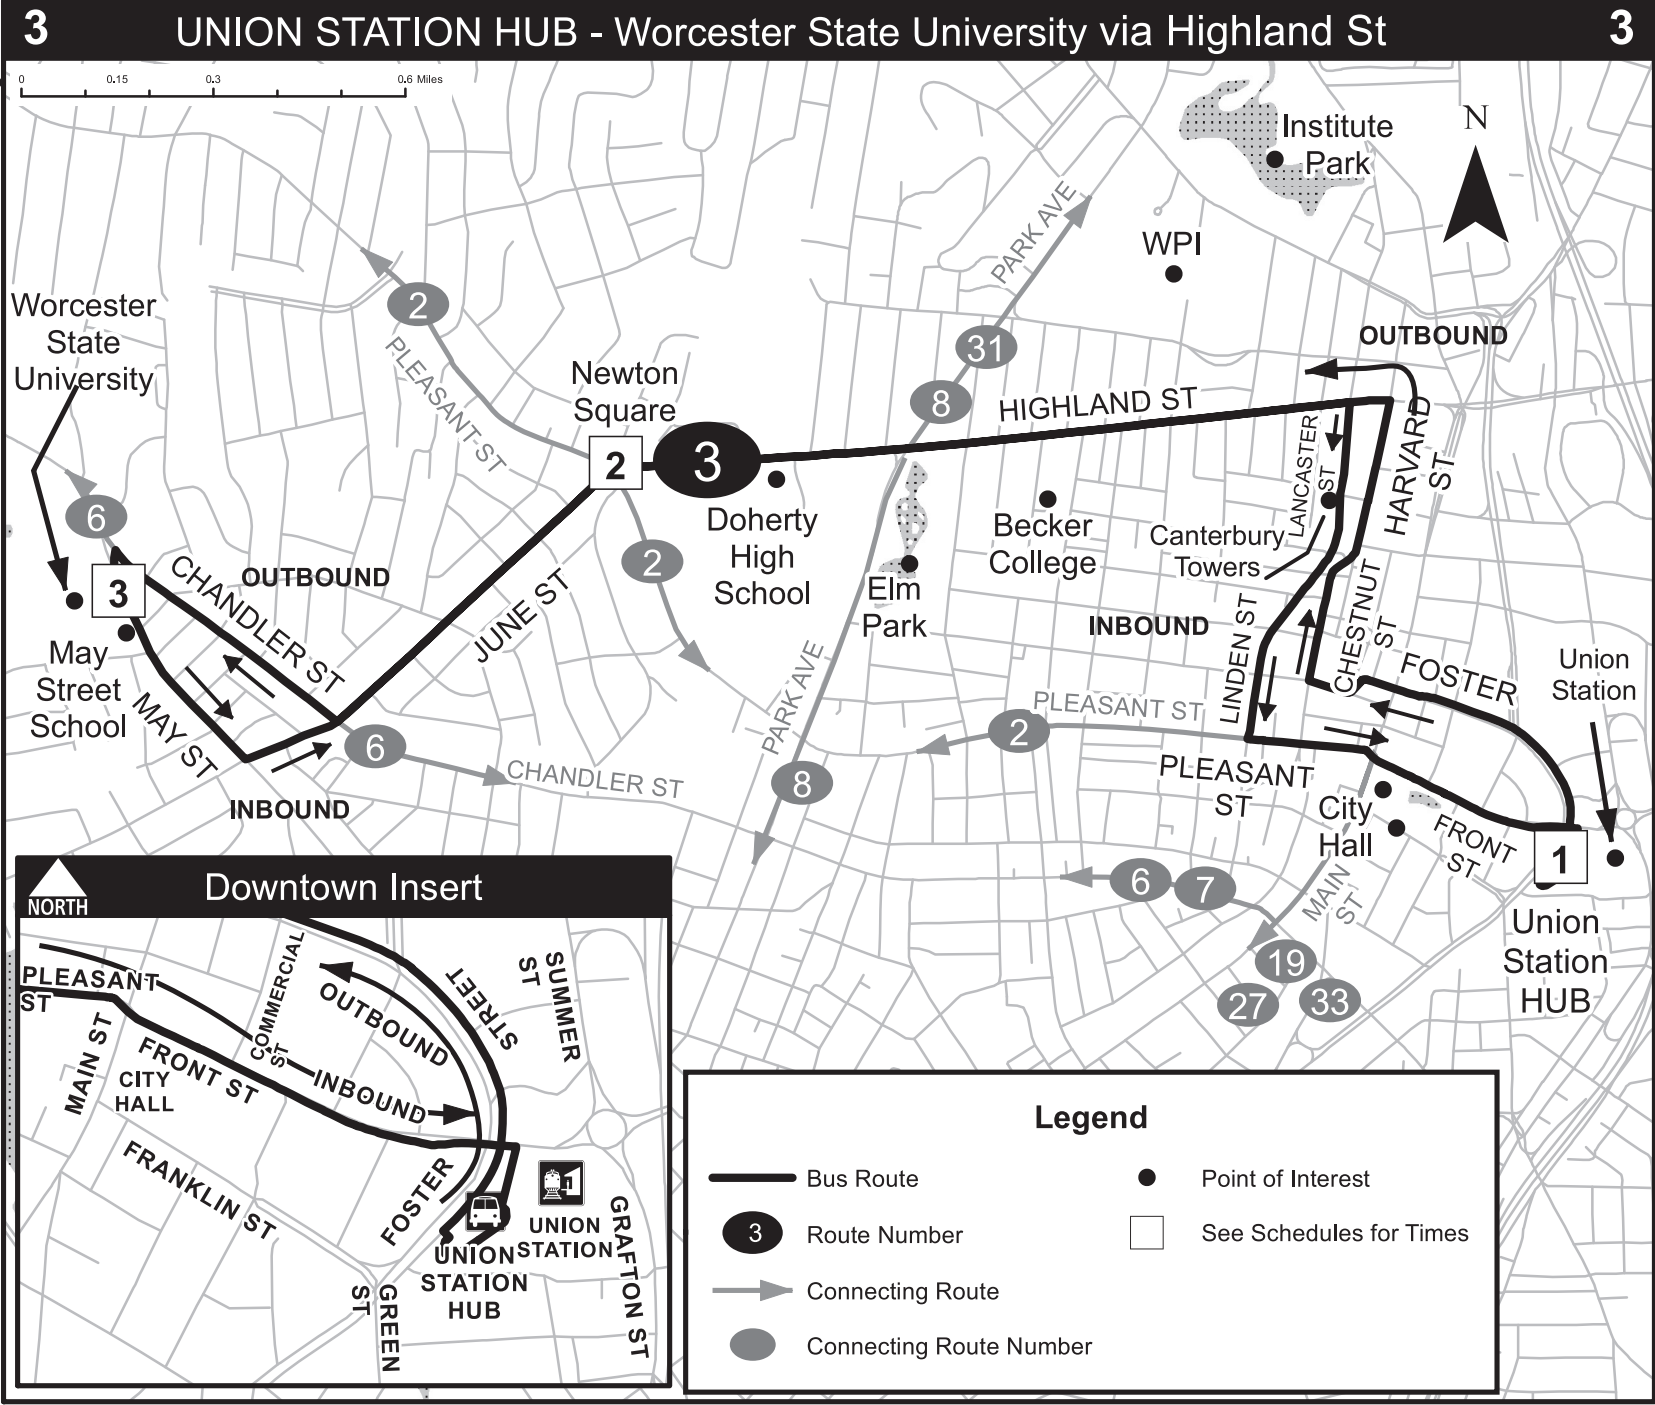 3 UNION STATION HUB - Worcester State University via Highland St 3
0 0.15 0.3 0.6 Miles
Institute
Park
N
PARK AVE
WPI
2
Worcester
State
University
OUTBOUND
31
PLEASANT ST
Newton
Square
8
HIGHLAND ST
LANCASTER
ST
HARVARD
ST
2
3
6
Doherty
High
School
Becker
College
Canterbury
Towers
CHANDLER ST
OUTBOUND
2
3
JUNE ST
Elm
Park
INBOUND
LINDEN ST
CHESTNUT
ST
FOSTER
Union
Station
May
Street
School
MAY ST
PARK AVE
PLEASANT ST
2
6
CHANDLER ST
8
PLEASANT
ST
City
Hall
FRONT
ST
INBOUND
1
6
7
MAIN
ST
Union
Station
HUB
19
27
33
NORTH
Downtown Insert
PLEASANT
ST
COMMERCIAL
ST
OUTBOUND
STREET
SUMMER
ST
MAIN ST
FRONT ST
INBOUND
CITY
HALL
FRANKLIN ST
FOSTER
UNION
STATION
UNION
STATION
HUB
GRAFTON ST
GREEN
ST
Legend
Bus Route
Point of Interest
3
Route Number
See Schedules for Times
Connecting Route
Connecting Route Number